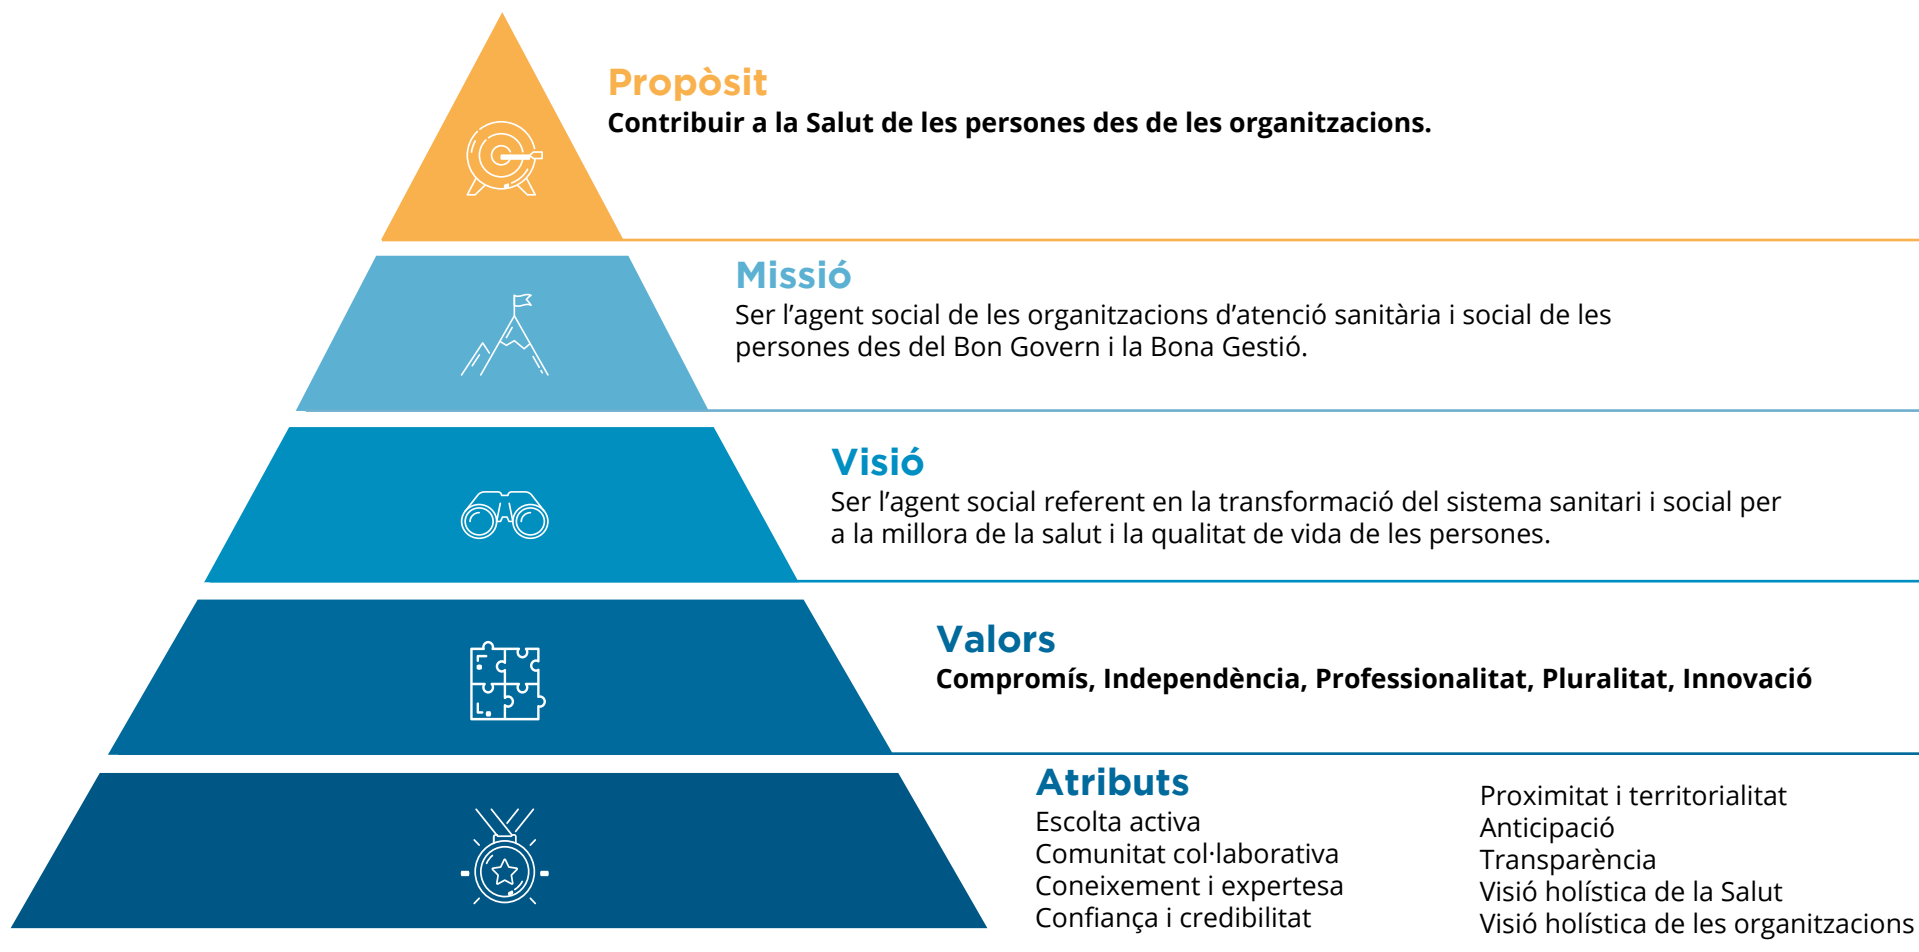 Propòsit
Contribuir a la Salut de les persones des de les organitzacions.
Missió
Ser l’agent social de les organitzacions d’atenció sanitària i social de les
persones des del Bon Govern i la Bona Gestió.
Visió
Ser l’agent social referent en la transformació del sistema sanitari i social per
a la millora de la salut i la qualitat de vida de les persones.
Valors
Compromís, Independència, Professionalitat, Pluralitat, Innovació
Atributs
Escolta activa
Comunitat col·laborativa
Coneixement i expertesa
Confiança i credibilitat
Proximitat i territorialitat
Anticipació
Transparència
Visió holística de la Salut
Visió holística de les organitzacions